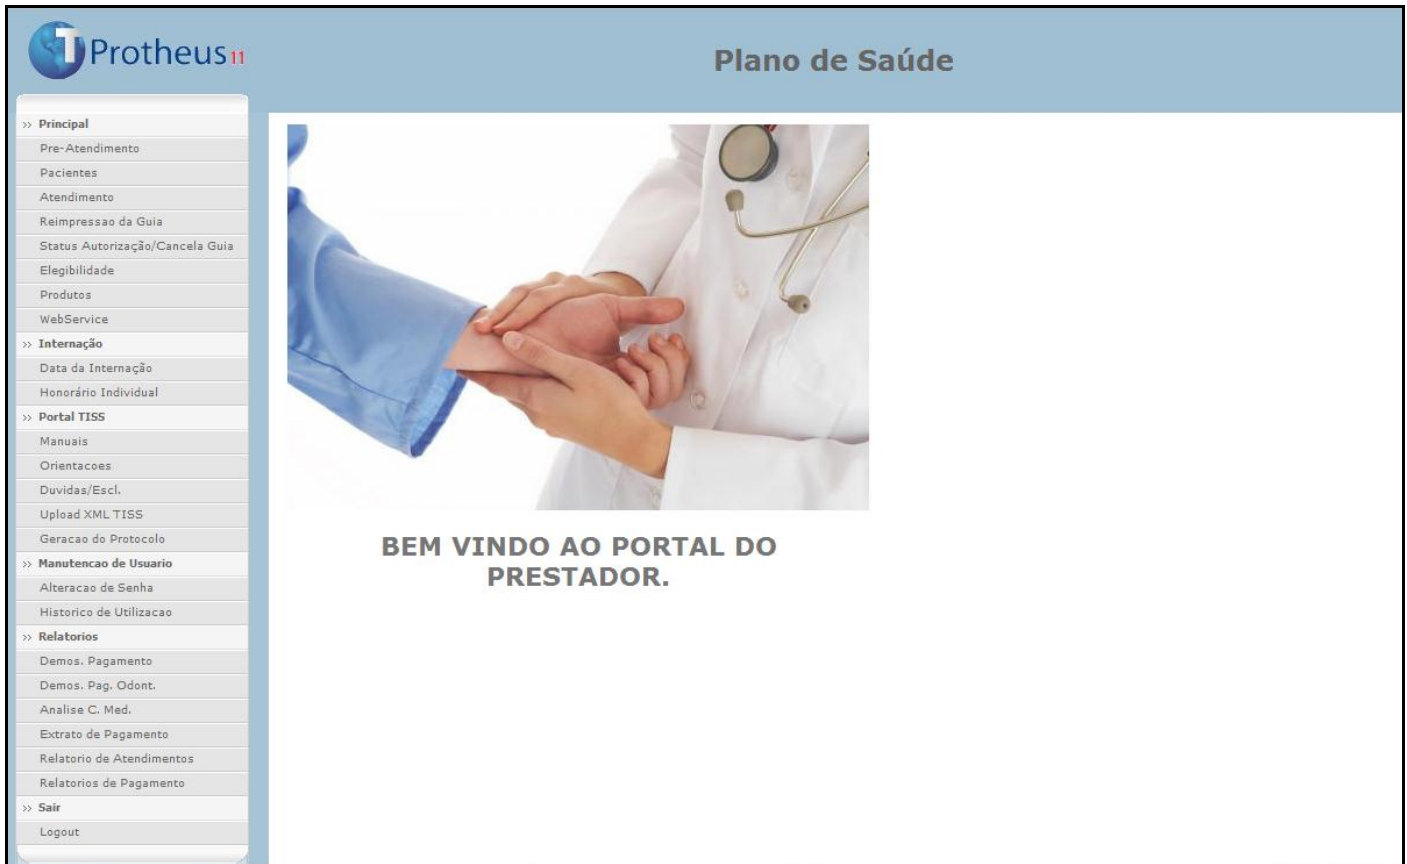 Protheus 11
Plano de Saúde
>> Principal
Pre-Atendimento
Pacientes
Atendimento
Reimpressao da Guia
Status Autorização/Cancela Guia
Elegibilidade
Produtos
WebService
>> Internação
Data da Internação
Honorário Individual
>> Portal TISS
Manuais
Orientacoes
Duvidas/Escl.
Upload XML TISS
Geracao do Protocolo
>> Manutencao de Usuario
Alteracao de Senha
Historico de Utilizacao
>> Relatorios
Demos. Pagamento
Demos. Pag. Odont.
Analise C. Med.
Extrato de Pagamento
Relatorio de Atendimentos
Relatorios de Pagamento
>> Sair
Logout
BEM VINDO AO PORTAL DO
PRESTADOR.